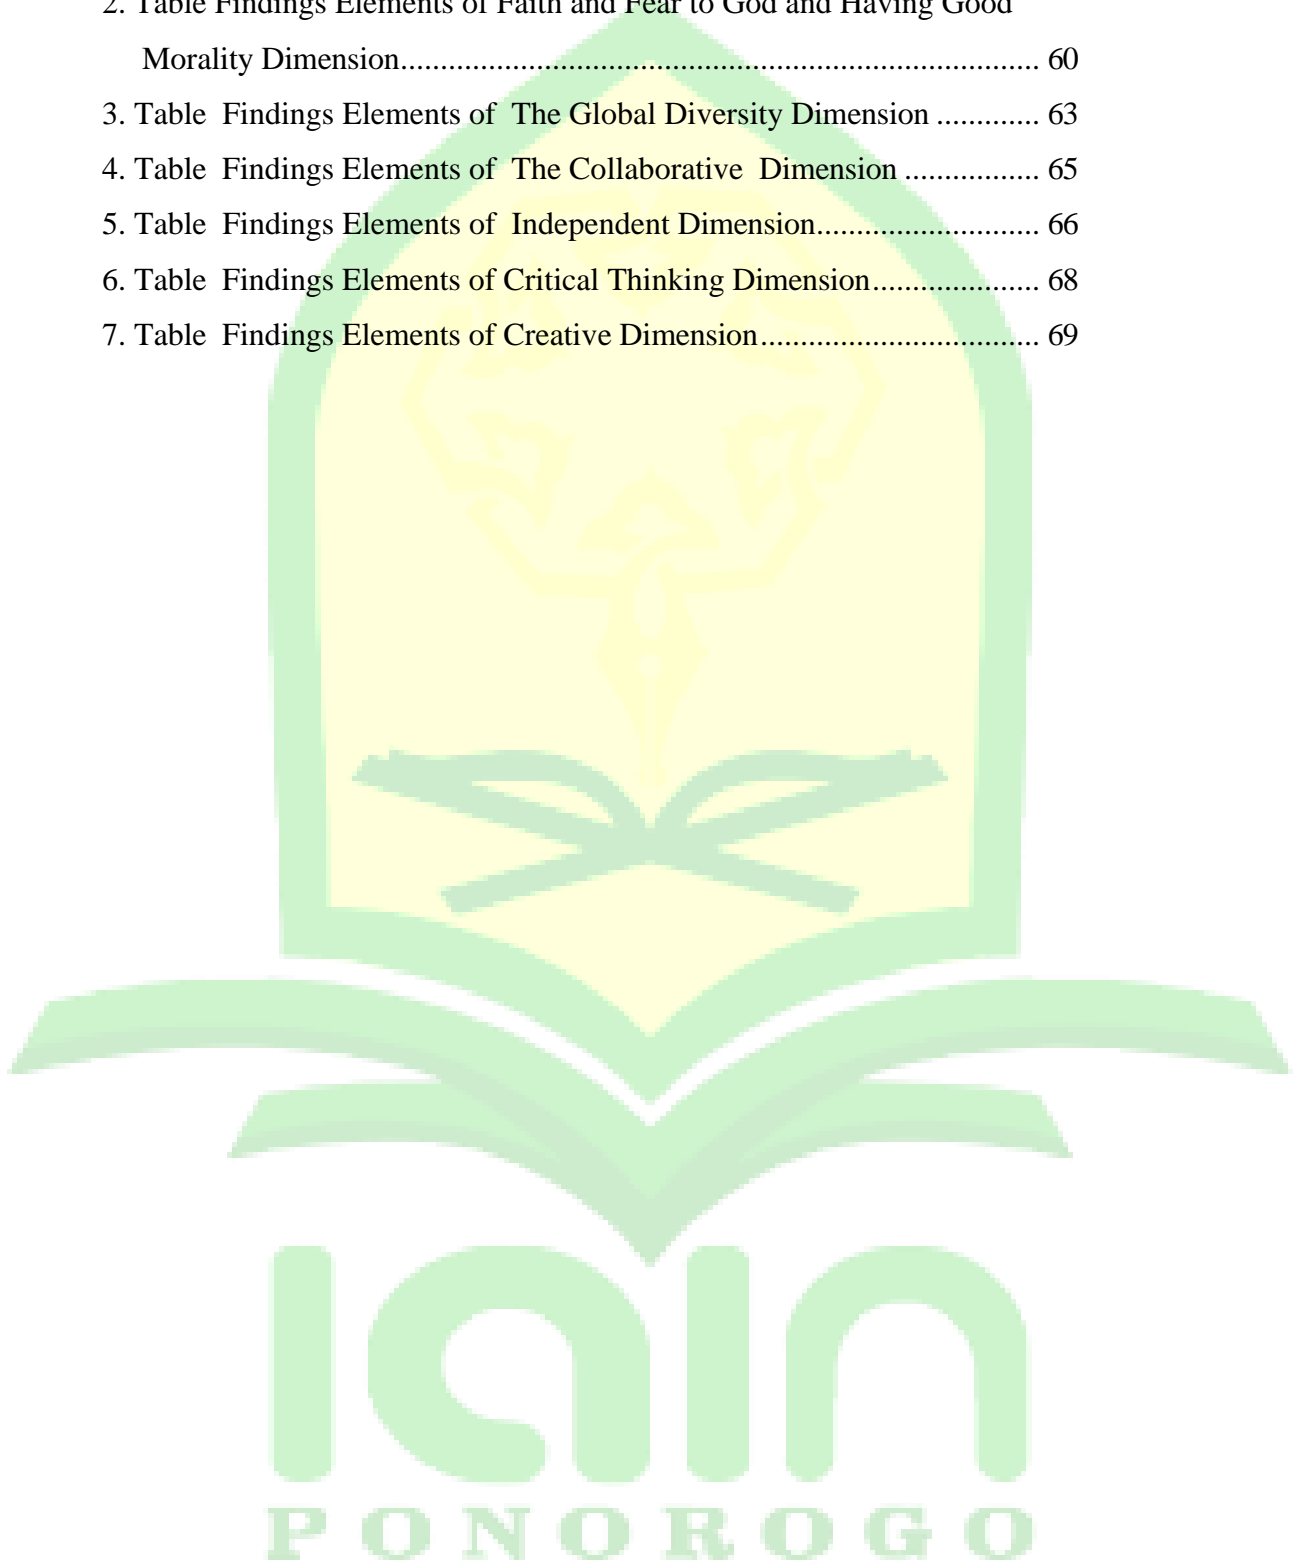 2. Table Findings Elements of Faith and Fear to God and Having Good
Morality Dimension................................................................................ 60
3. Table  Findings Elements of  The Global Diversity Dimension ............. 63
4. Table  Findings Elements of  The Collaborative  Dimension ................. 65
5. Table  Findings Elements of  Independent Dimension............................ 66
6. Table  Findings Elements of Critical Thinking Dimension..................... 68
7. Table  Findings Elements of Creative Dimension................................... 69
iain
PONOROGO